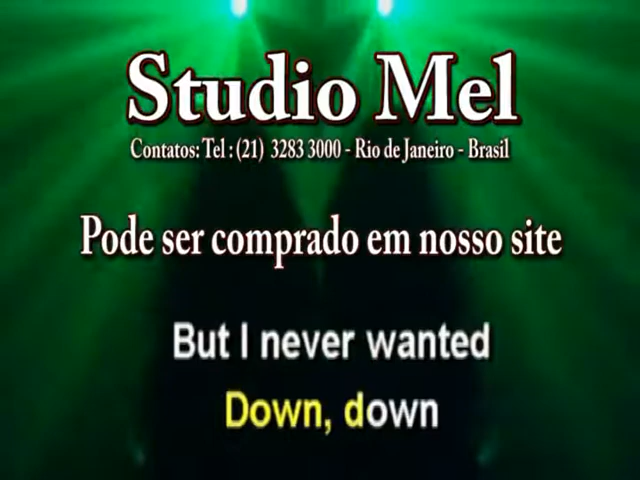 Studio Mel
Contatos: Tel : (21) 3283 3000 - Rio de Janeiro - Brasil
Pode ser comprado em nosso site
But I never wanted
Down, down